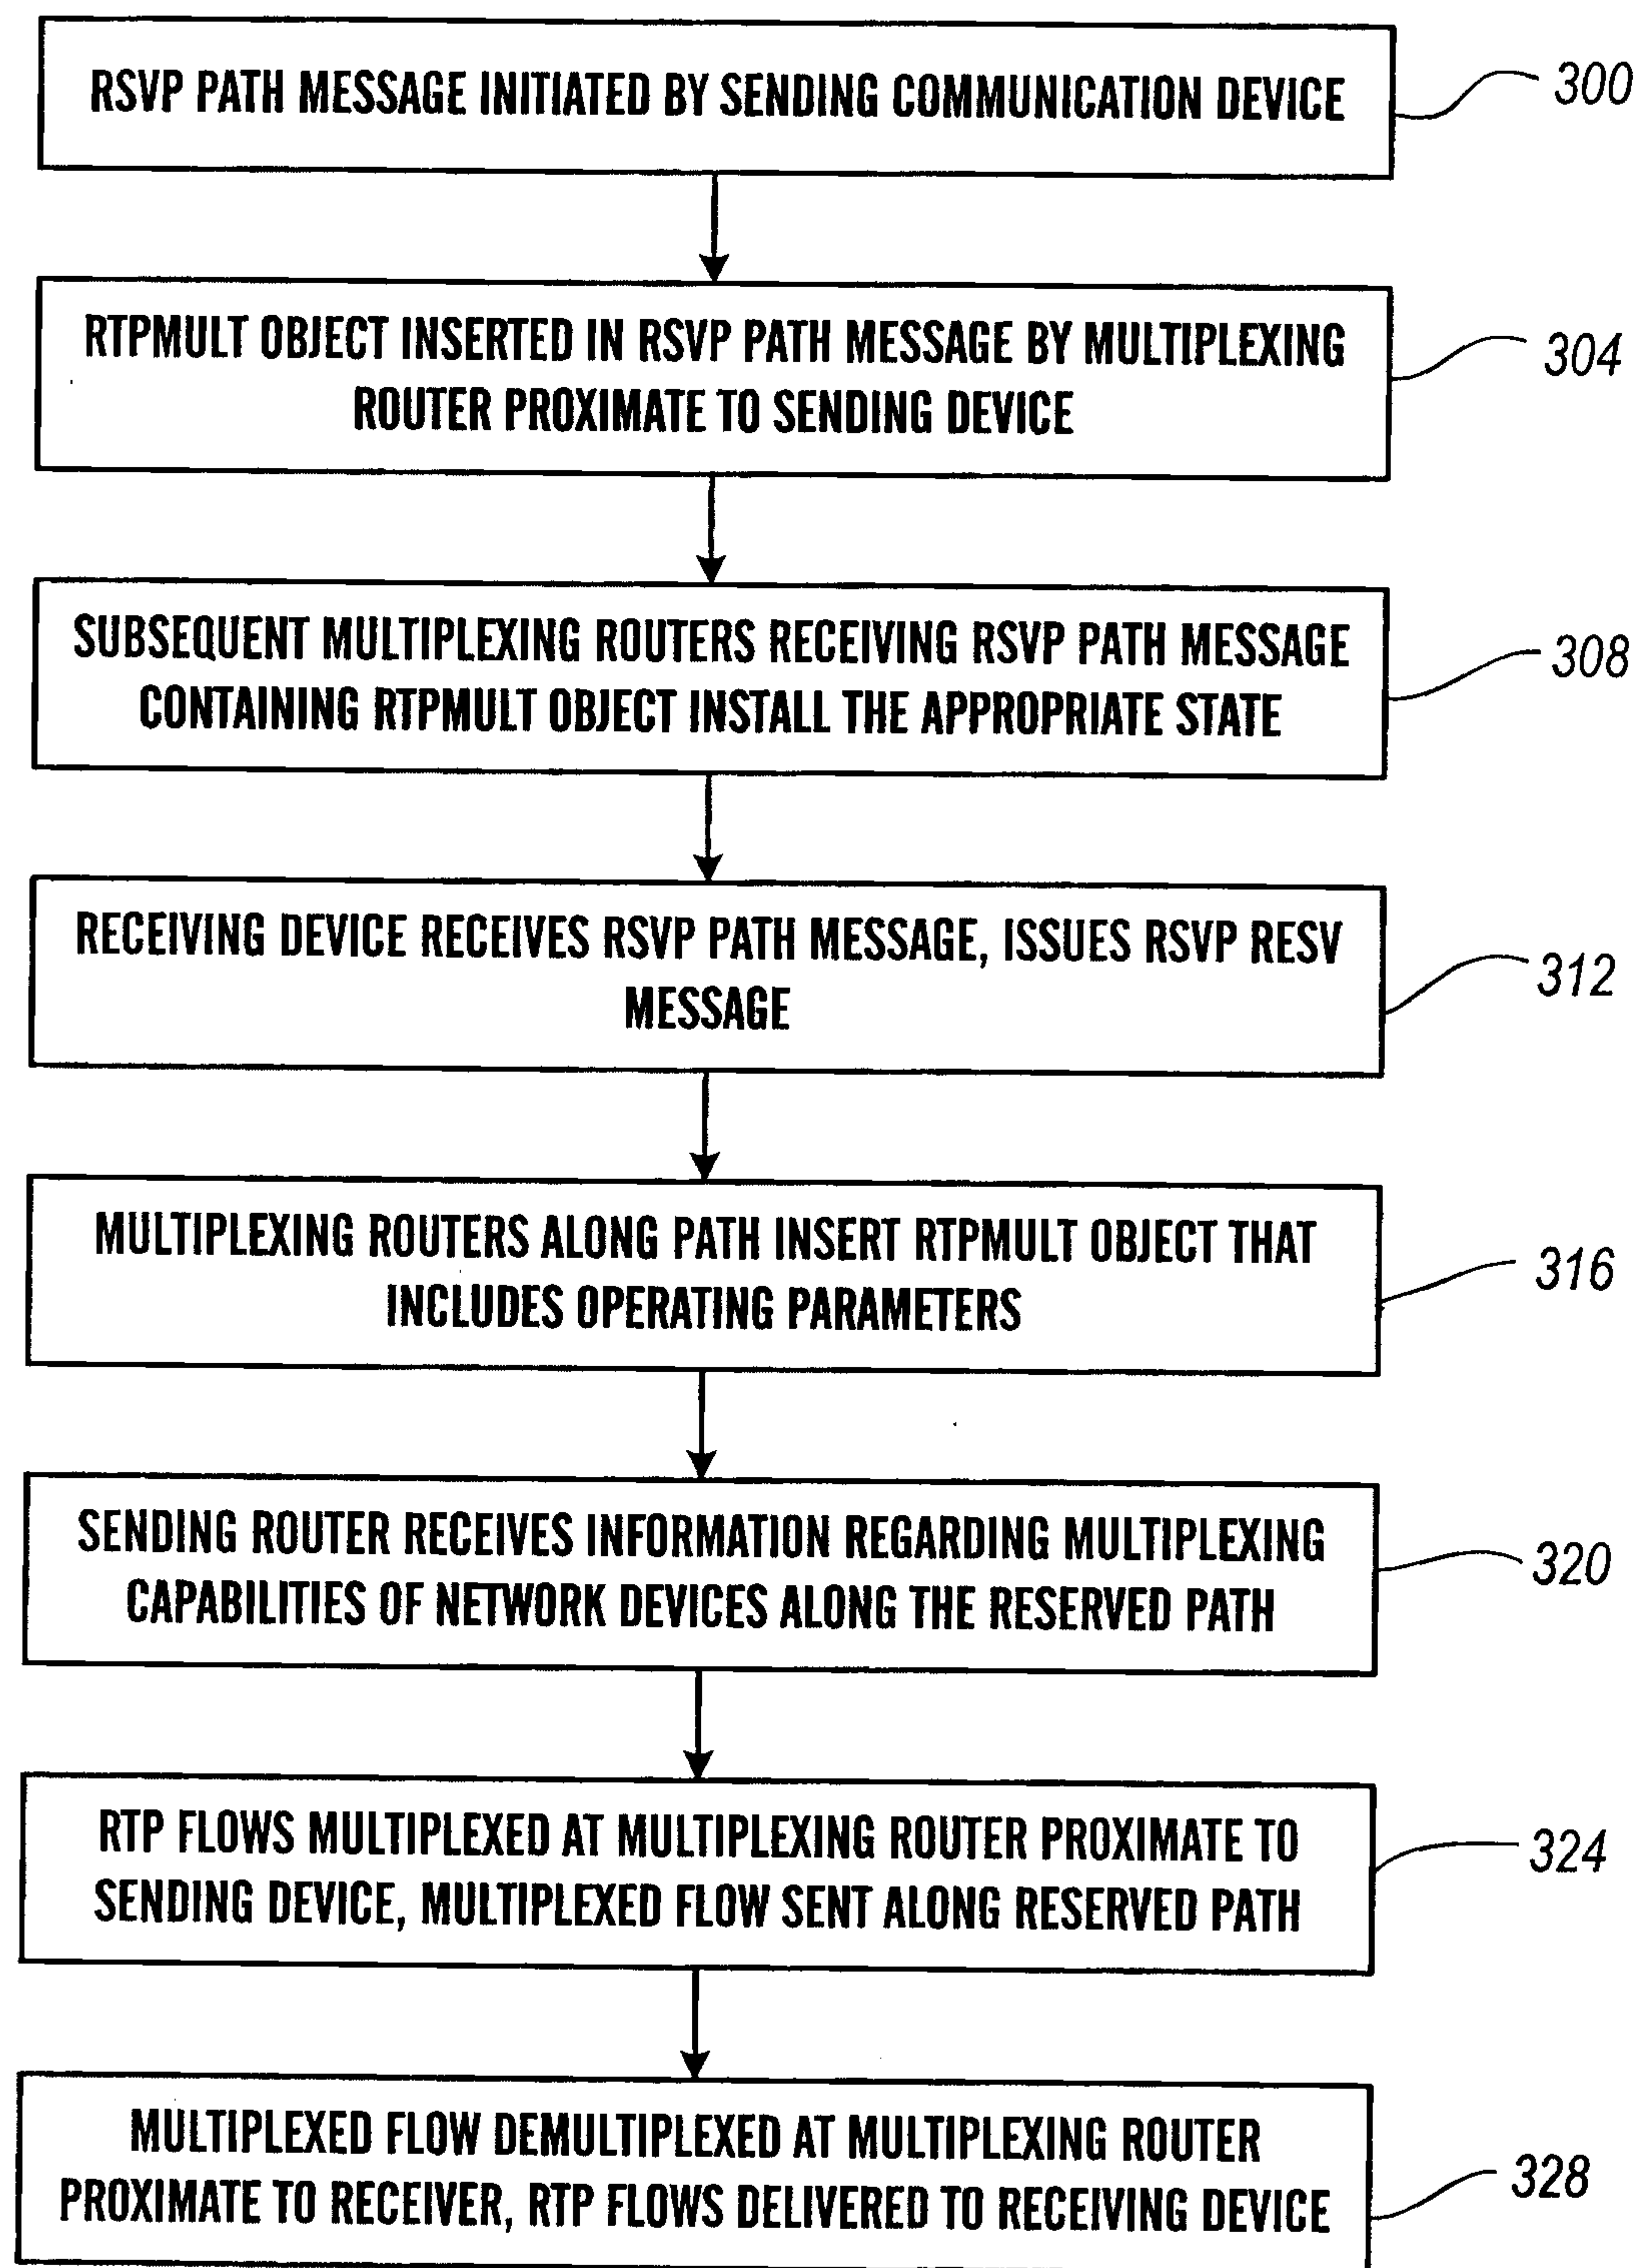 RSVP PATH MESSAGE INITIATED BY SENDING COMMUNICATION DEVICE
300
RTPMULT OBJECT INSERTED IN RSVP PATH MESSAGE BY MULTIPLEXING
ROUTER PROXIMATE TO SENDING DEVICE
304
SUBSEQUENT MULTIPLEXING ROUTERS RECEIVING RSVP PATH MESSAGE
CONTAINING RTPMULT OBJECT INSTALL THE APPROPRIATE STATE
308
RECEIVING DEVICE RECEIVES RSVP PATH MESSAGE, ISSUES RSVP RESV
MESSAGE
312
MULTIPLEXING ROUTERS ALONG PATH INSERT RTPMULT OBJECT THAT
INCLUDES OPERATING PARAMETERS
316
SENDING ROUTER RECEIVES INFORMATION REGARDING MULTIPLEXING
CAPABILITIES OF NETWORK DEVICES ALONG THE RESERVED PATH
320
RTP FLOWS MULTIPLEXED AT MULTIPLEXING ROUTER PROXIMATE TO
SENDING DEVICE, MULTIPLEXED FLOW SENT ALONG RESERVED PATH
324
MULTIPLEXED FLOW DEMULTIPLEXED AT MULTIPLEXING ROUTER
PROXIMATE TO RECEIVER, RTP FLOWS DELIVERED TO RECEIVING DEVICE
328